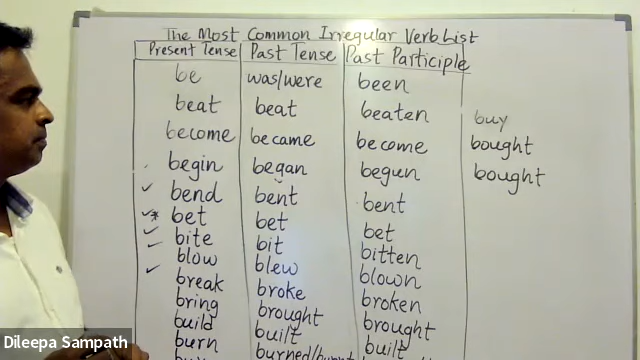 The Most Common Irregular Verb List
Present Tense Past Tense Past Participle
be was/were been
beat beat beaten
buy
become became become bought
begin began begun bought
bend bent bent
bet bet bet
bite bit bitten
blow blew blown
break broke broken
bring brought brought
build built built
burn burned/burnt
Dileepa Sampath